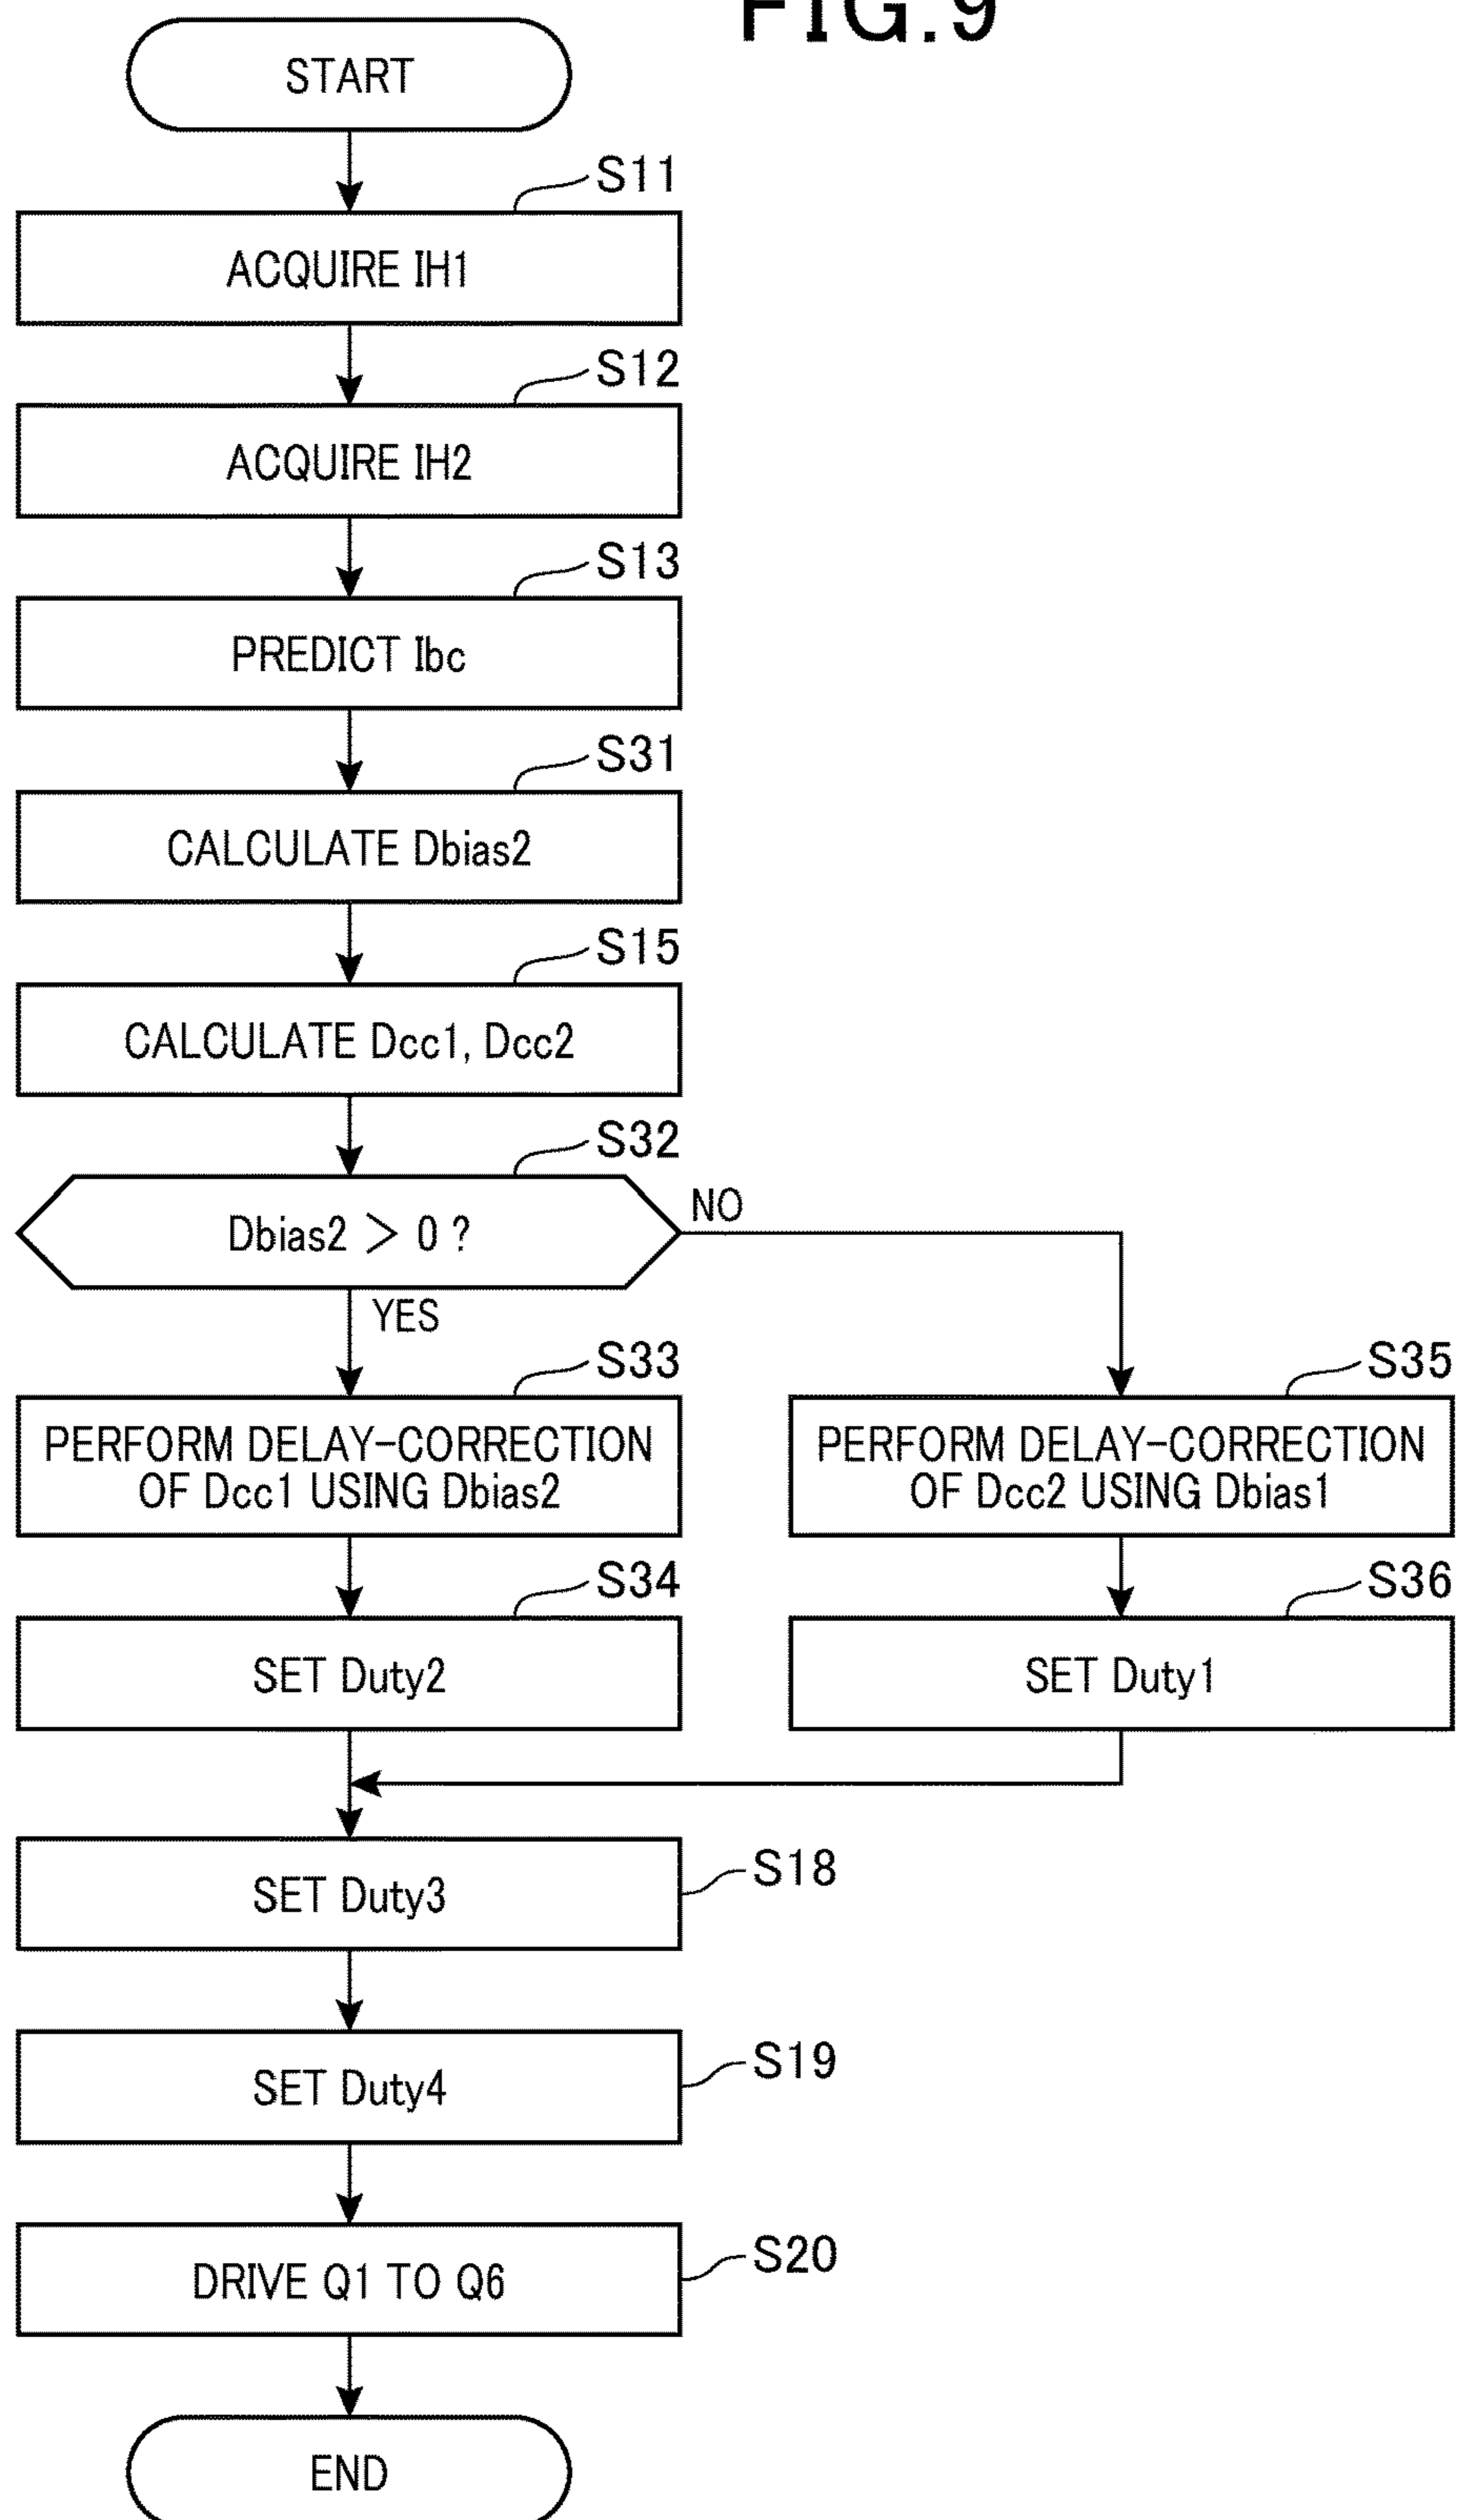 FIG.9
START
S11
ACQUIRE IH1
S12
ACQUIRE IH2
S13
PREDICT Ibc
S31
CALCULATE Dbias2
S15
CALCULATE Dcc1, Dcc2
S32
Dbias2 > 0 ?
NO
YES
S33
PERFORM DELAY-CORRECTION
OF Dcc1 USING Dbias2
S35
PERFORM DELAY-CORRECTION
OF Dcc2 USING Dbias1
S34
SET Duty2
S36
SET Duty1
S18
SET Duty3
S19
SET Duty4
S20
DRIVE Q1 TO Q6
END